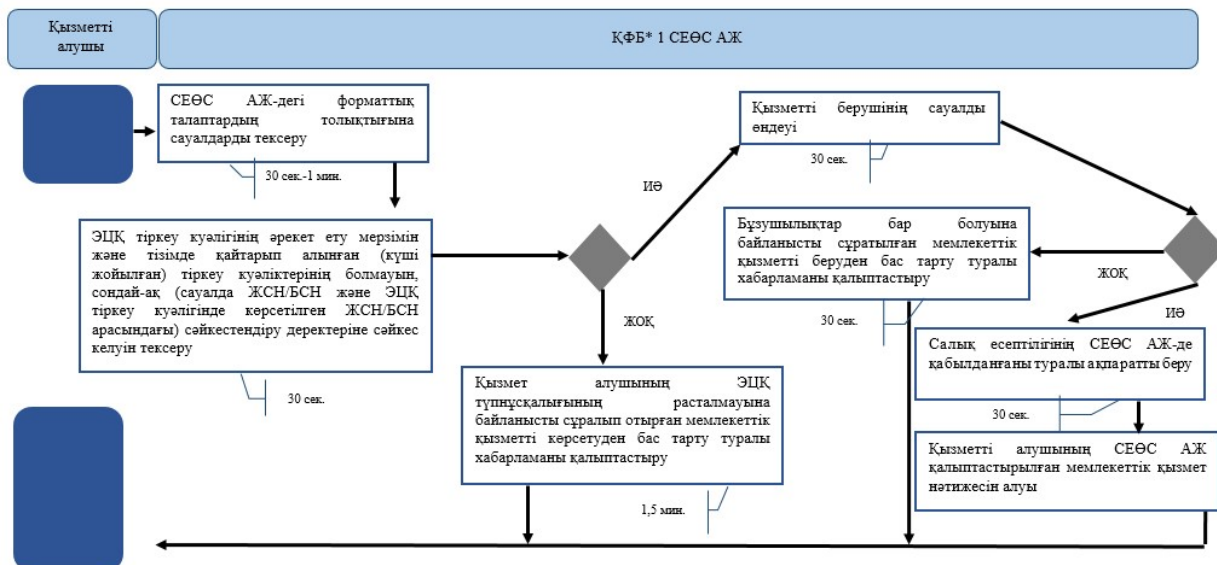 Қызметті
алушы
ҚФБ* 1 СЕӨС АЖ
СЕӨС АЖ-дегі форматтық
талаптардың толықтығына
сауалдарды тексеру
30 сек.-1 мин.
ЭЦҚ тіркеу куәлігінің әрекет ету мерзімін
және тізімде қайтарып алынған (күші
жойылған) тіркеу куәліктерінің болмауын,
сондай-ақ (сауалда ЖСН/БСН және ЭЦҚ
тіркеу куәлігінде көрсетілген ЖСН/БСН
арасындағы) сәйкестендіру деректеріне сәйкес
келуін тексеру
30 сек.
ИӘ
ЖОҚ
Қызмет алушының ЭЦҚ
түпнұсқалығының расталмауына
байланысты сұралып отырған мемлекеттік
қызметті көрсетуден бас тарту туралы
хабарламаны қалыптастыру
1,5 мин.
Қызметті берушінің сауалды
өңдеуі
30 сек.
Бұзушылықтар бар болуына
байланысты сұратылған мемлекеттік
қызметті беруден бас тарту туралы
хабарламаны қалыптастыру
30 сек.
ЖОҚ
ИӘ
Салық есептілігінің СЕӨС АЖ-де
қабылданғаны туралы ақпаратты беру
30 сек.
Қызметті алушының СЕӨС АЖ
қалыптастырылған мемлекеттік қызмет
нәтижесін алуы